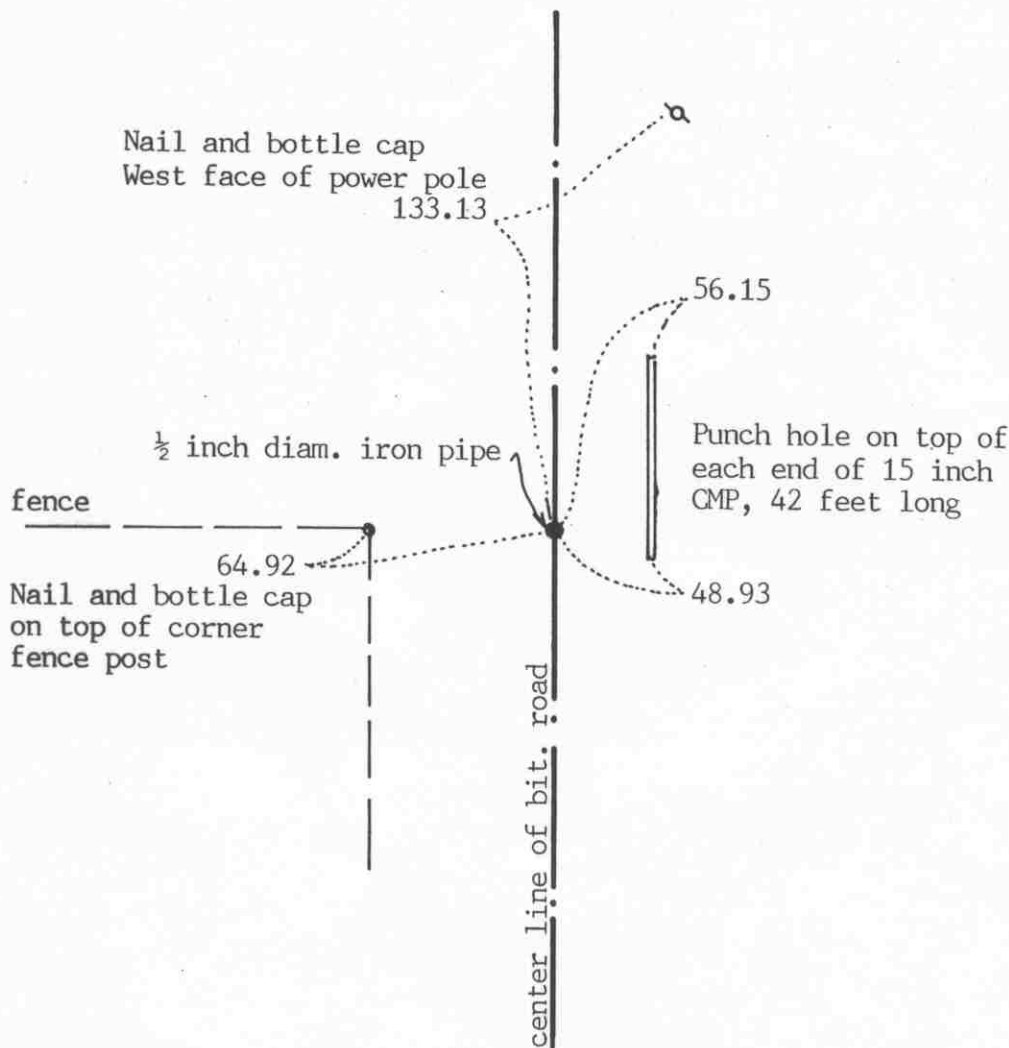 Nail and bottle cap
West face of power pole
133.13
56.15
½ inch diam. iron pipe
Punch hole on top of
each end of 15 inch
CMP, 42 feet long
fence
64.92
Nail and bottle cap
on top of corner
fence post
48.93
center line of bit. road